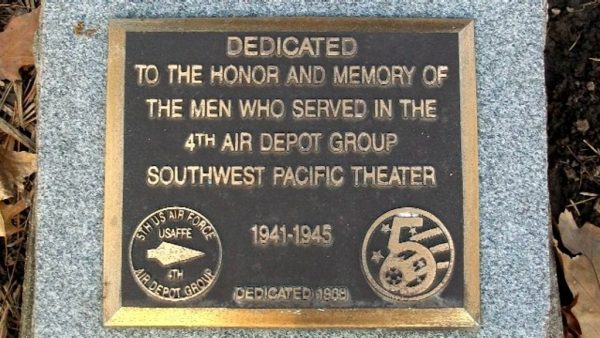 DEDICATED
TO THE HONOR AND MEMORY OF
THE MEN WHO SERVED IN THE
4TH AIR DEPOT GROUP
SOUTHWEST PACIFIC THEATER
1941-1945
5TH US AIR FORCE
USAFFE
4TH
AIR DEPOT GROUP
5
DEDICATED